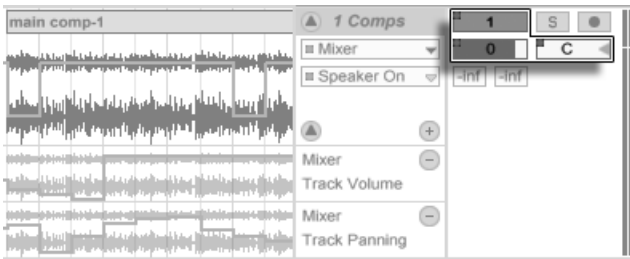 main comp-1
1 Comps
1
S
Mixer
0
C
Speaker On
-Inf
-Inf
Mixer
Track Volume
Mixer
Track Panning